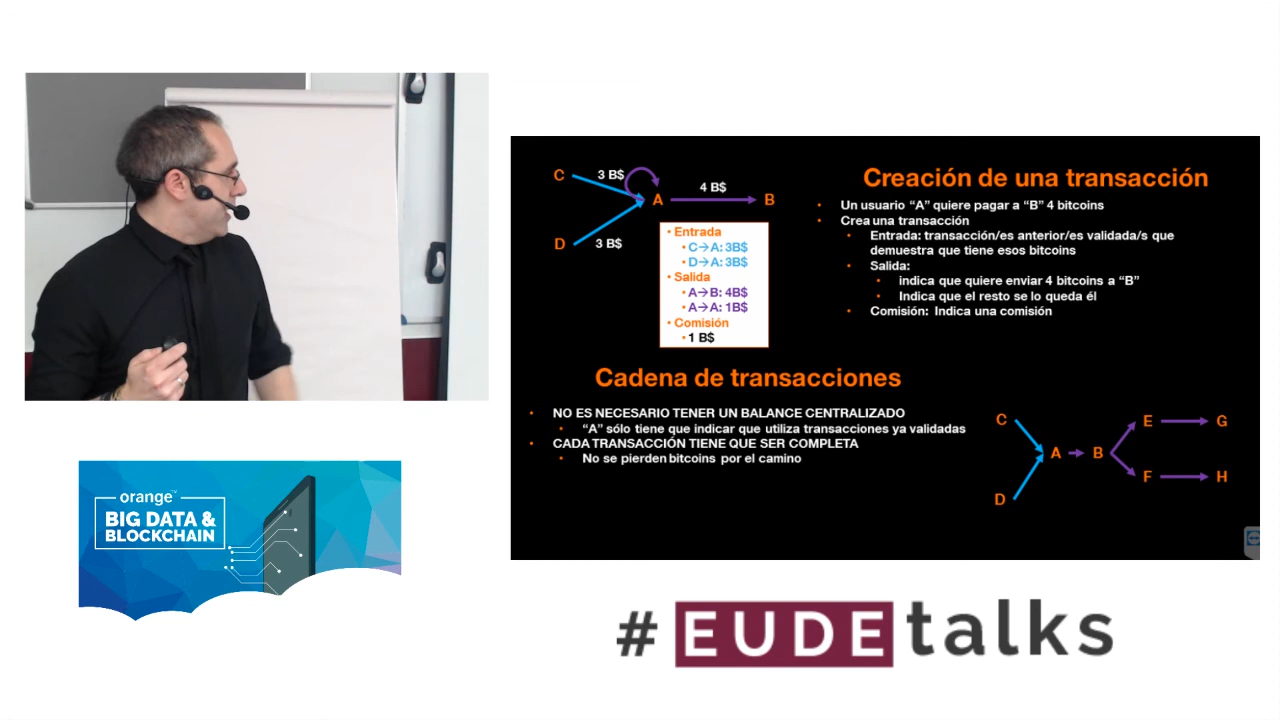 C
3 B$
A
4 B$
B
D
3 B$
• Entrada
• C→A: 3B$
• D→A: 3B$
• Salida
• A→B: 4B$
• A→A: 1B$
• Comisión
• 1 B$
Creación de una transacción
• Un usuario “A” quiere pagar a “B” 4 bitcoins
• Crea una transacción
• Entrada: transacción/es anterior/es validada/s que
demuestra que tiene esos bitcoins
• Salida:
• indica que quiere enviar 4 bitcoins a “B”
• Indica que el resto se lo queda él
• Comisión: Indica una comisión
Cadena de transacciones
• NO ES NECESARIO TENER UN BALANCE CENTRALIZADO
• “A” sólo tiene que indicar que utiliza transacciones ya validadas
• CADA TRANSACCIÓN TIENE QUE SER COMPLETA
• No se pierden bitcoins por el camino
C
E
G
A
B
F
H
D
orange™
BIG DATA &
BLOCKCHAIN
# EUDE talks